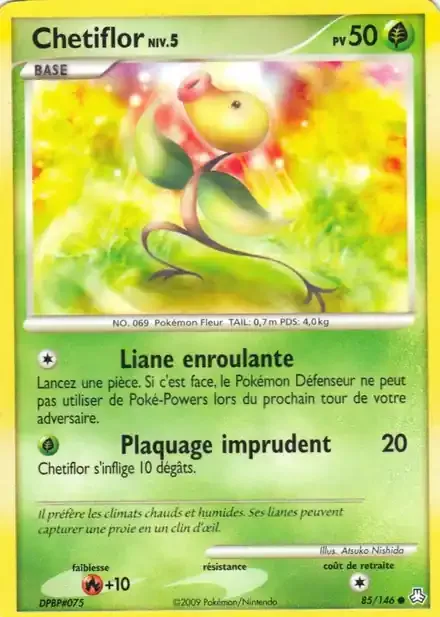 Chetiflor NIV.5
PV 50
BASE
NO. 069 Pokémon Fleur TAIL: 0,7 m PDS: 4,0 kg
Liane enroulante
Lancez une pièce. Si c'est face, le Pokémon Défenseur ne peut
pas utiliser de Poké-Powers lors du prochain tour de votre
adversaire.
Plaquage imprudent 20
Chetiflor s'inflige 10 dégâts.
Il préfère les climats chauds et humides. Ses lianes peuvent
capturer une proie en un clin d'œil.
Illus. Atsuko Nishida
faiblesse résistance coût de retraite
+10
DPBP#075 ©2009 Pokémon/Nintendo 85/146